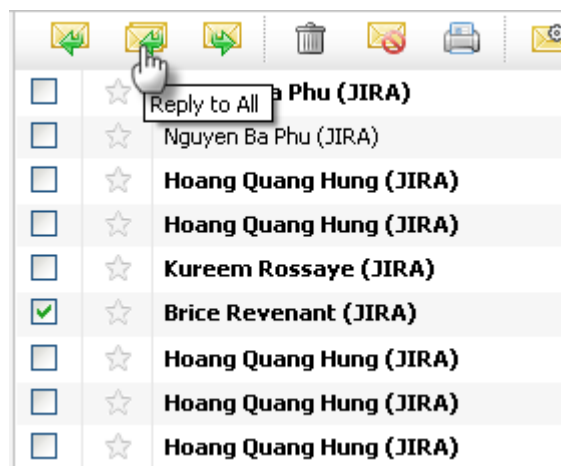 Reply to All
Ba Phu (JIRA)
Nguyen Ba Phu (JIRA)
Hoang Quang Hung (JIRA)
Hoang Quang Hung (JIRA)
Kureem Rossaye (JIRA)
Brice Revenant (JIRA)
Hoang Quang Hung (JIRA)
Hoang Quang Hung (JIRA)
Hoang Quang Hung (JIRA)